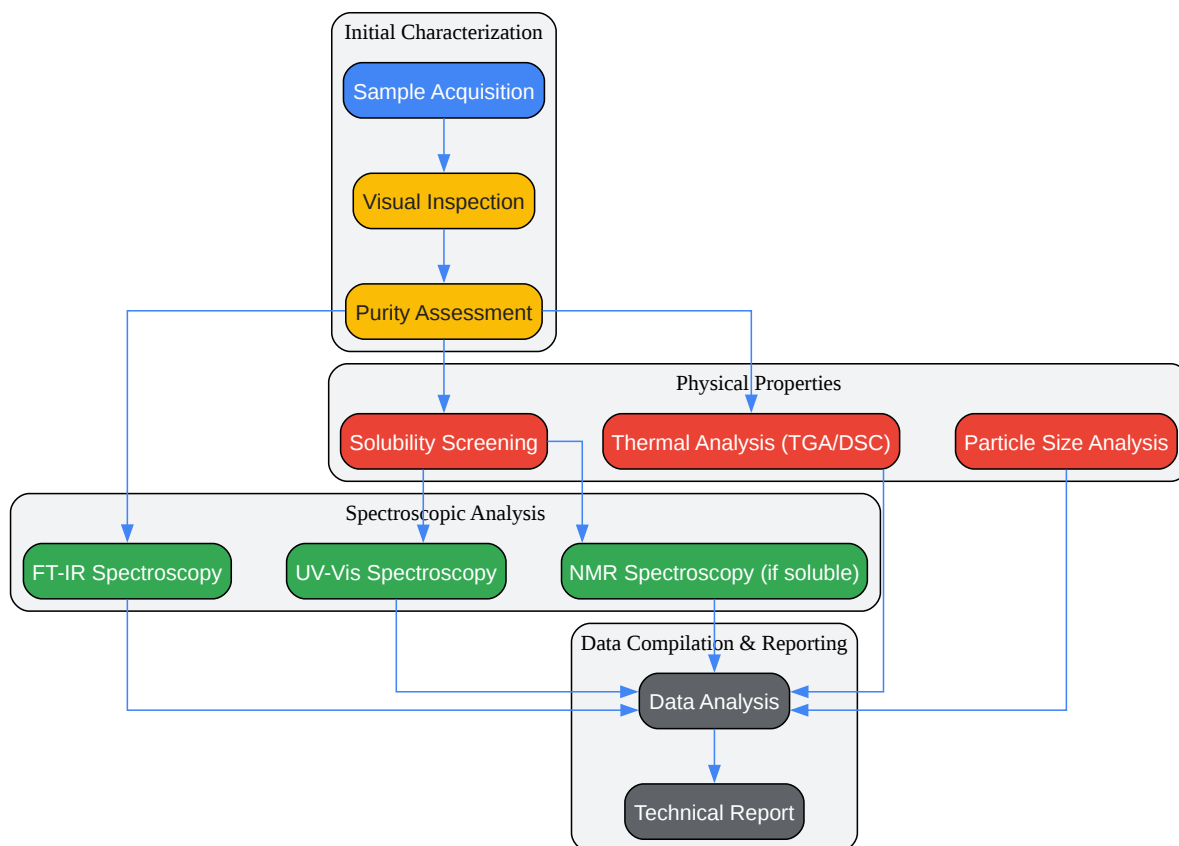 Initial Characterization
Sample Acquisition
Visual Inspection
Purity Assessment
Physical Properties
Solubility Screening
Thermal Analysis (TGA/DSC)
Particle Size Analysis
Spectroscopic Analysis
FT-IR Spectroscopy
UV-Vis Spectroscopy
NMR Spectroscopy (if soluble)
Data Compilation & Reporting
Data Analysis
Technical Report